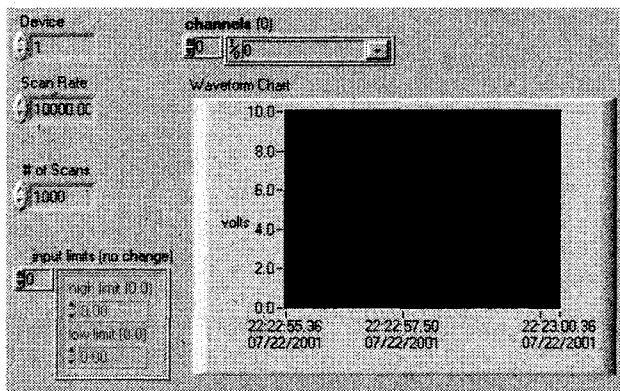 Device
1
channels (0)
0
0
Scan Rate
10000.00
Waveform Chart
10.0
8.0
6.0
volts
4.0
2.0
0.0
22:22:55.36
07/22/2001
22:22:57.50
07/22/2001
22:23:00.36
07/22/2001
# of Scans
1000
input limits (no change)
0
high limit (0.0)
0.00
low limit (0.0)
0.00